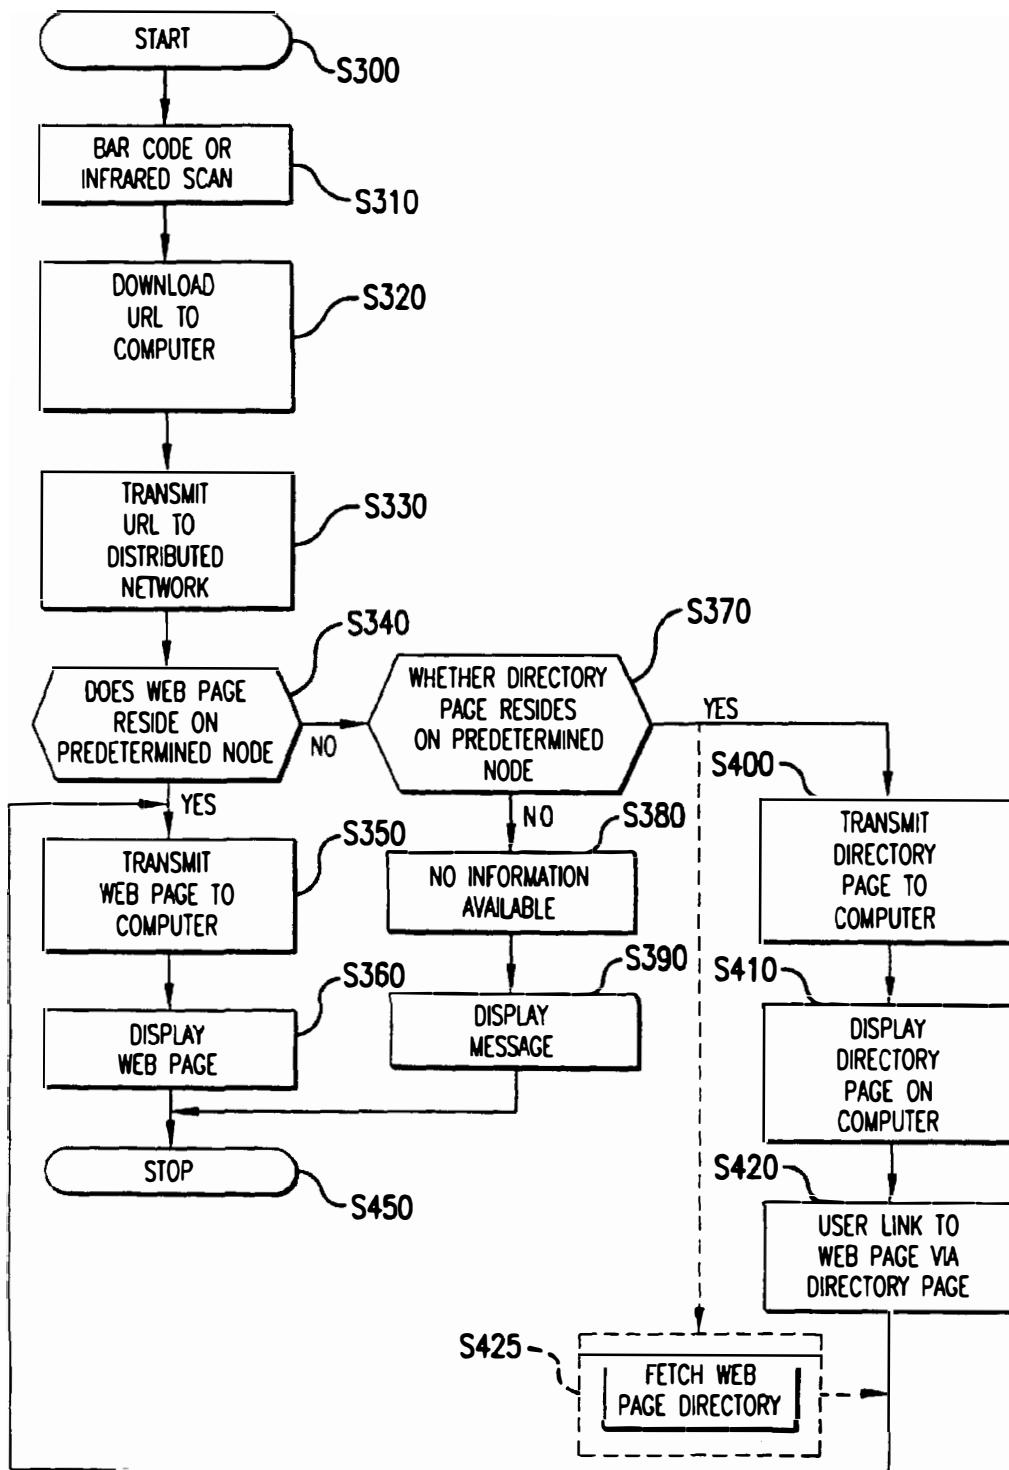 START
S300
BAR CODE OR
INFRARED SCAN
S310
DOWNLOAD
URL TO
COMPUTER
S320
TRANSMIT
URL TO
DISTRIBUTED
NETWORK
S330
DOES WEB PAGE
RESIDE ON
PREDETERMINED NODE
S340
NO
YES
WHETHER DIRECTORY
PAGE RESIDES
ON PREDETERMINED
NODE
S370
YES
NO
TRANSMIT
WEB PAGE TO
COMPUTER
S350
DISPLAY
WEB PAGE
S360
NO INFORMATION
AVAILABLE
S380
DISPLAY
MESSAGE
S390
STOP
S450
S400
TRANSMIT
DIRECTORY
PAGE TO
COMPUTER
S410
DISPLAY
DIRECTORY
PAGE ON
COMPUTER
S420
USER LINK TO
WEB PAGE VIA
DIRECTORY PAGE
S425
FETCH WEB
PAGE DIRECTORY